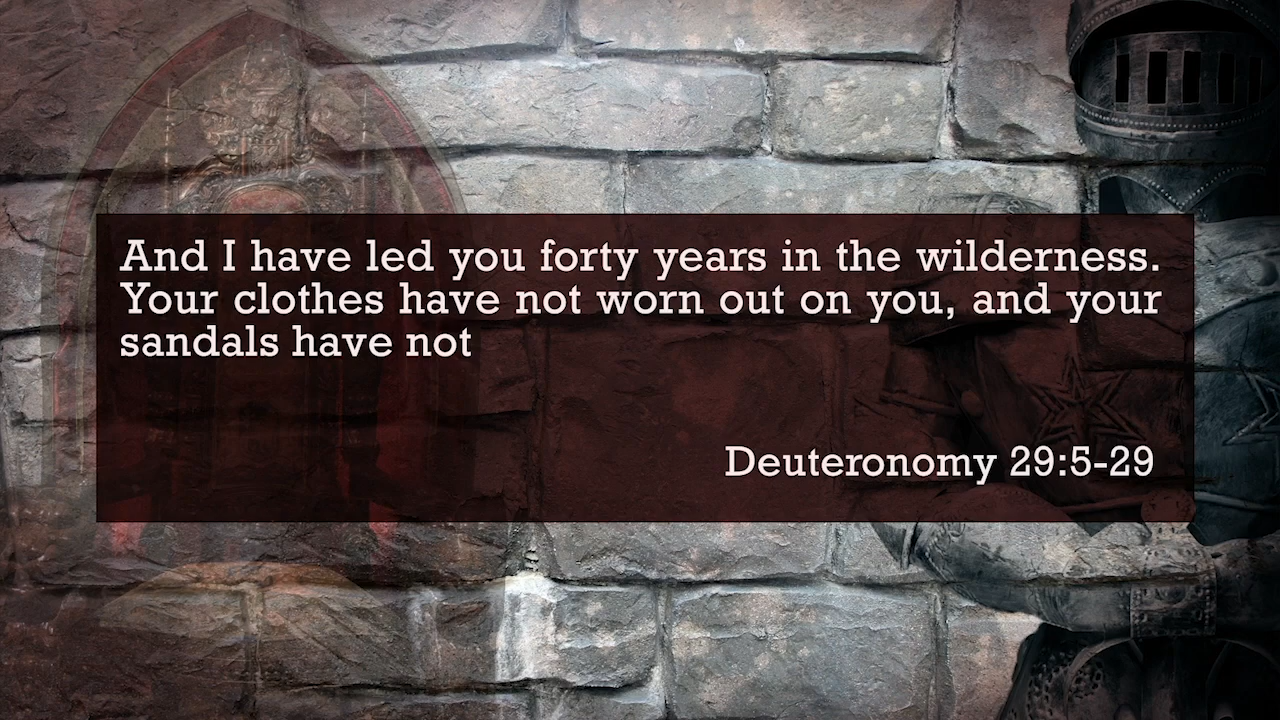 And I have led you forty years in the wilderness.
Your clothes have not worn out on you, and your
sandals have not
Deuteronomy 29:5-29